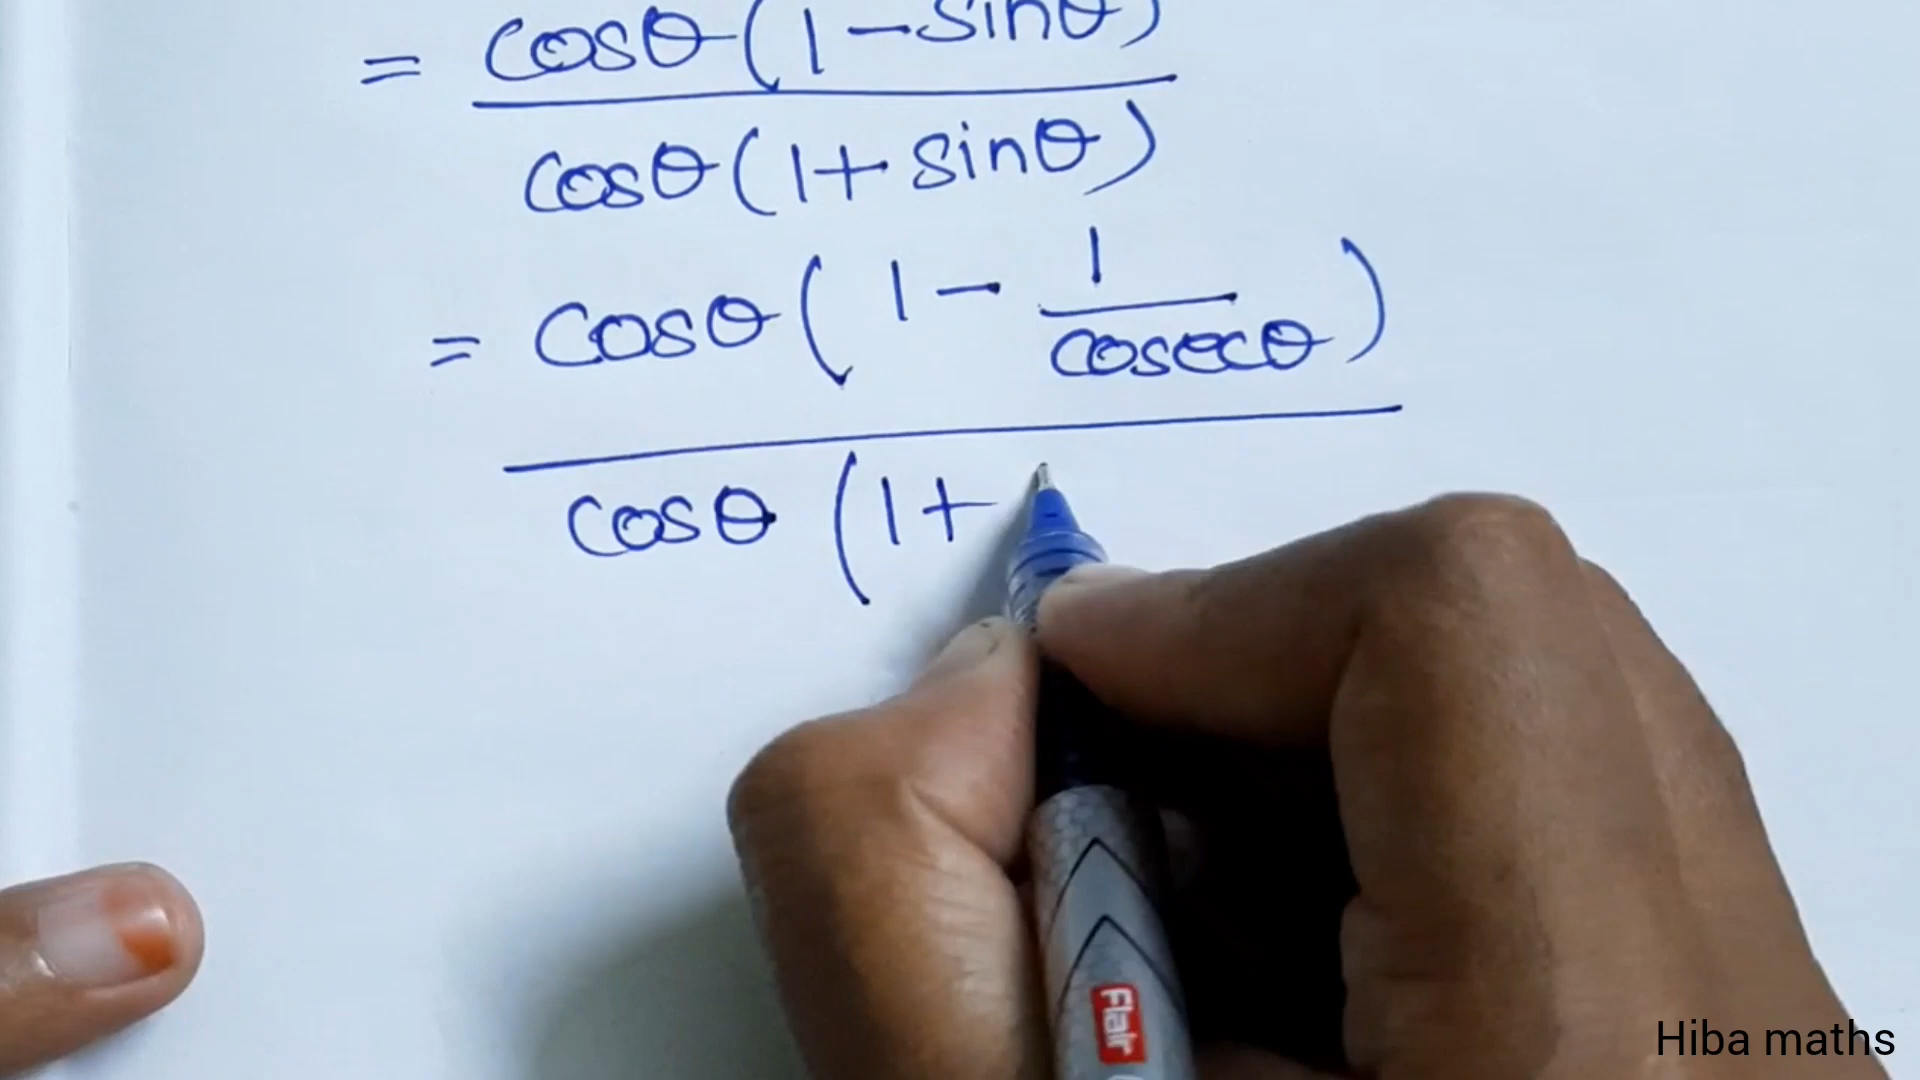 = cosθ(1-sinθ)
cosθ(1+sinθ)
= cosθ(1 - 1
cosecθ)
cosθ (1+
Flair
Hiba maths